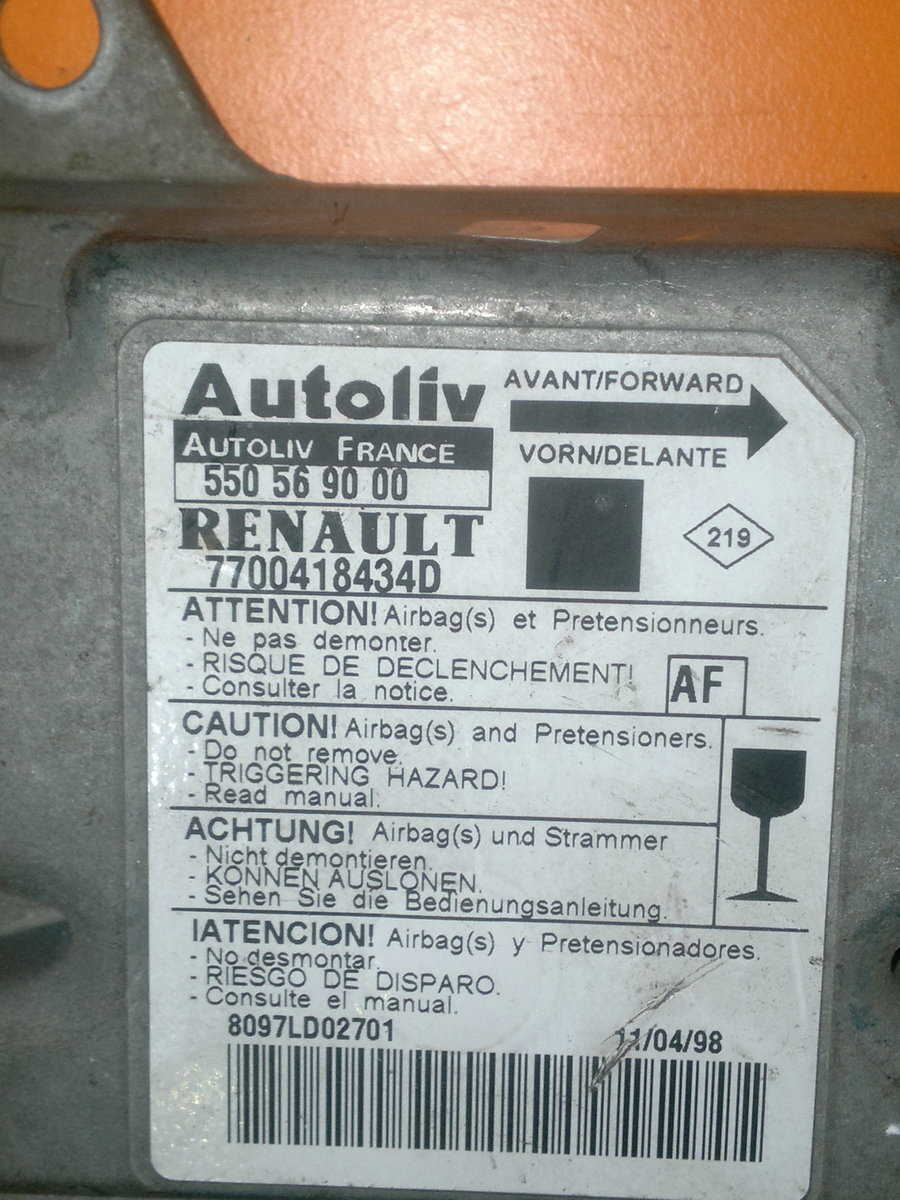 Autoliv
AUTOLIV FRANCE
550 56 90 00
RENAULT
7700418434D
AVANT/FORWARD
VORN/DELANTE
219
ATTENTION! Airbag(s) et Pretensionneurs.
- Ne pas demonter.
- RISQUE DE DECLENCHEMENT!
- Consulter la notice.
AF
CAUTION! Airbag(s) and Pretensioners.
- Do not remove.
- TRIGGERING HAZARD!
- Read manual.
ACHTUNG! Airbag(s) und Strammer
- Nicht demontieren.
- KONNEN AUSLONEN.
- Sehen Sie die Bedienungsanleitung.
IATENCION! Airbag(s) y Pretensionadores.
- No desmontar.
- RIESGO DE DISPARO.
- Consulte el manual.
8097LD02701
11/04/98